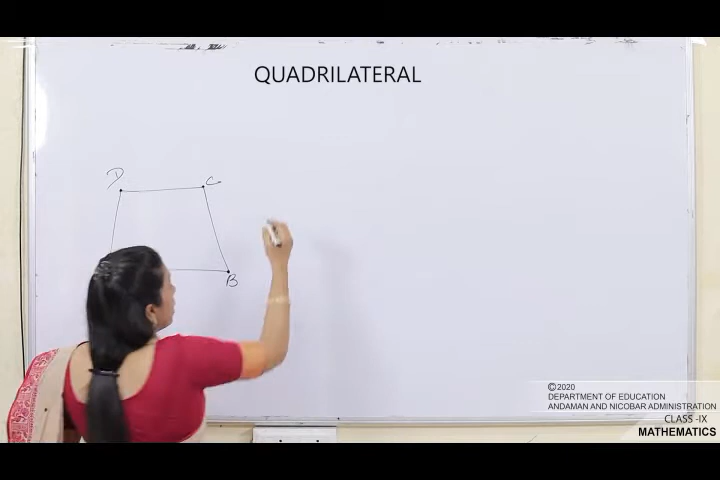 QUADRILATERAL
D C
B
©2020
DEPARTMENT OF EDUCATION
ANDAMAN AND NICOBAR ADMINISTRATION
CLASS -IX
MATHEMATICS